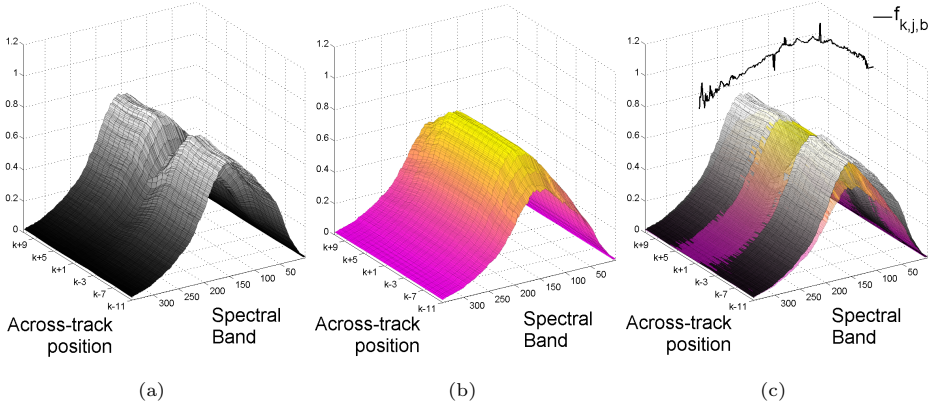 1.2
1
0.8
0.6
0.4
0.2
0
k+9
k+5
k+1
k-3
k-7
k-11
300
250
200
150
100
50
Across-track
position
Spectral
Band
(a)
1.2
1
0.8
0.6
0.4
0.2
0
k+9
k+5
k+1
k-3
k-7
k-11
300
250
200
150
100
50
Across-track
position
Spectral
Band
(b)
f_{k,j,b}
1.2
1
0.8
0.6
0.4
0.2
0
k+9
k+5
k+1
k-3
k-7
k-11
300
250
200
150
100
50
Across-track
position
Spectral
Band
(c)